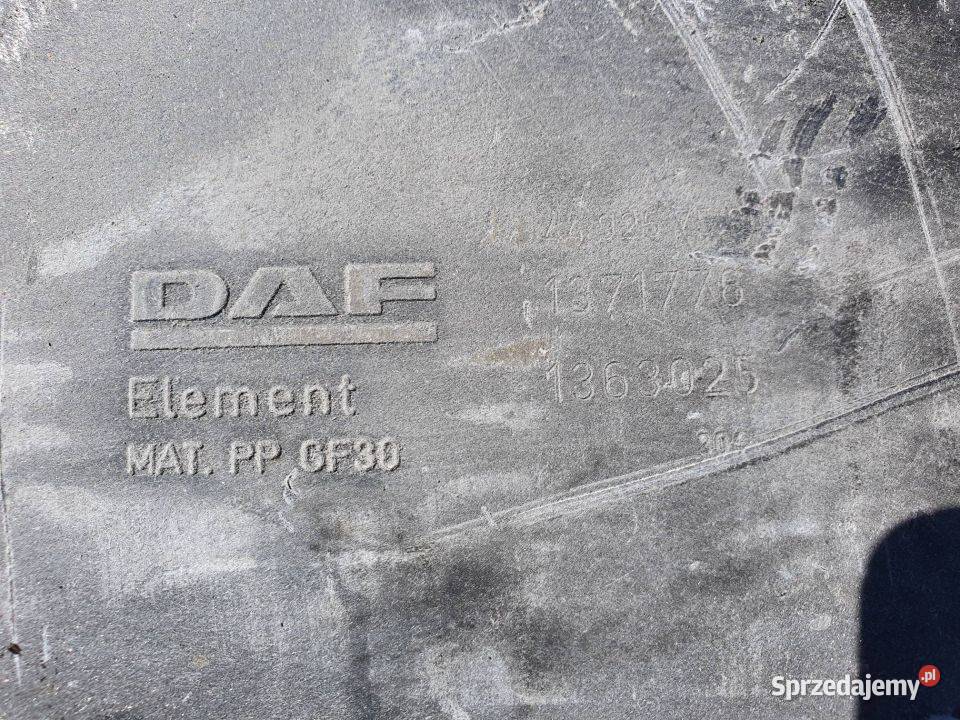 DAF
Element
MAT. PP GF30
1371776
1363025
Sprzedajemy.pl